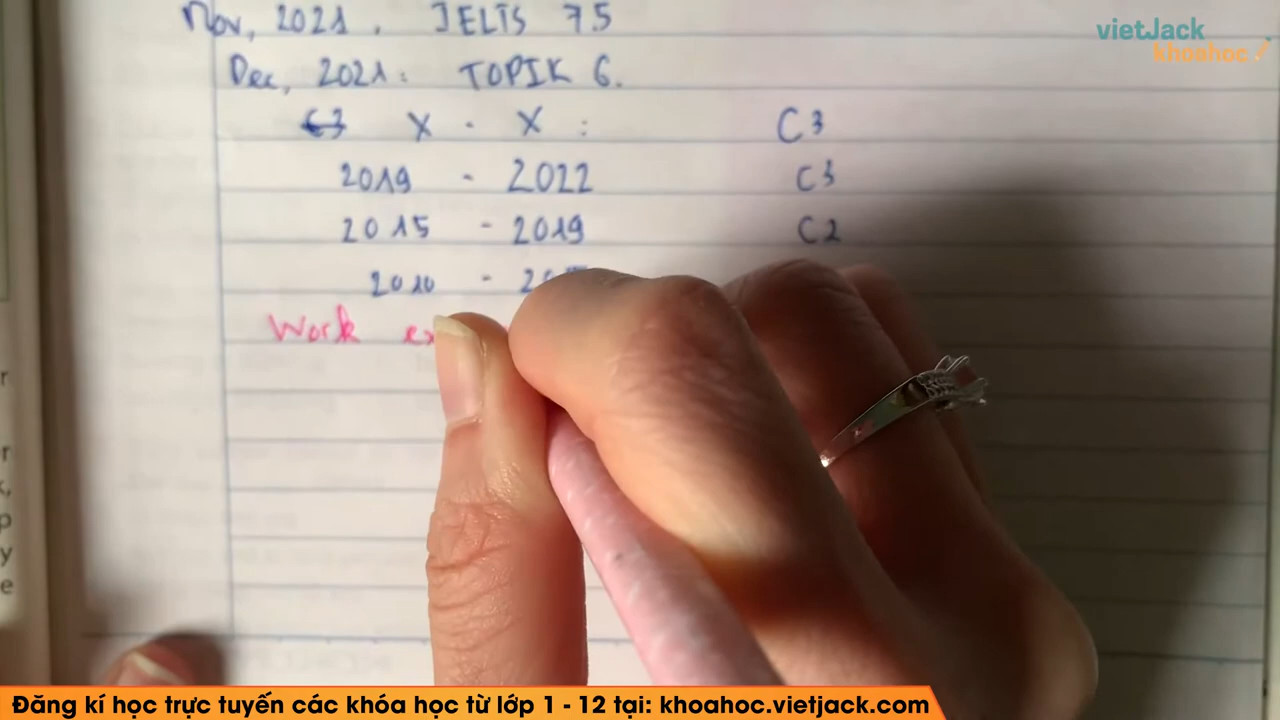 Nov, 2021. IELTS 7.5
Dec, 2021: TOPIK 6.
X - X : C3
2019 - 2022 C3
2015 - 2019 C2
2010 -
Work
vietJack
khoahoc
r
r
p
y
e
Đăng kí học trực tuyến các khóa học từ lớp 1 - 12 tại: khoahoc.vietjack.com